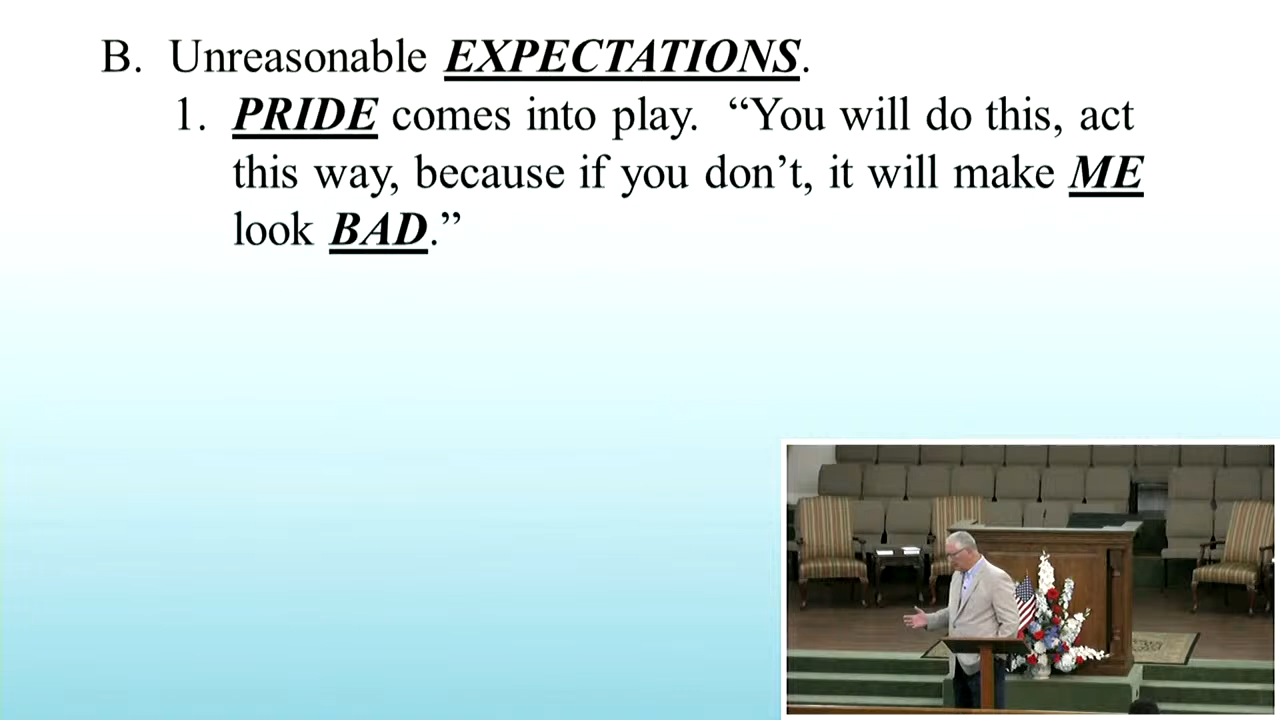 B. Unreasonable EXPECTATIONS.
1. PRIDE comes into play. “You will do this, act
this way, because if you don’t, it will make ME
look BAD.”